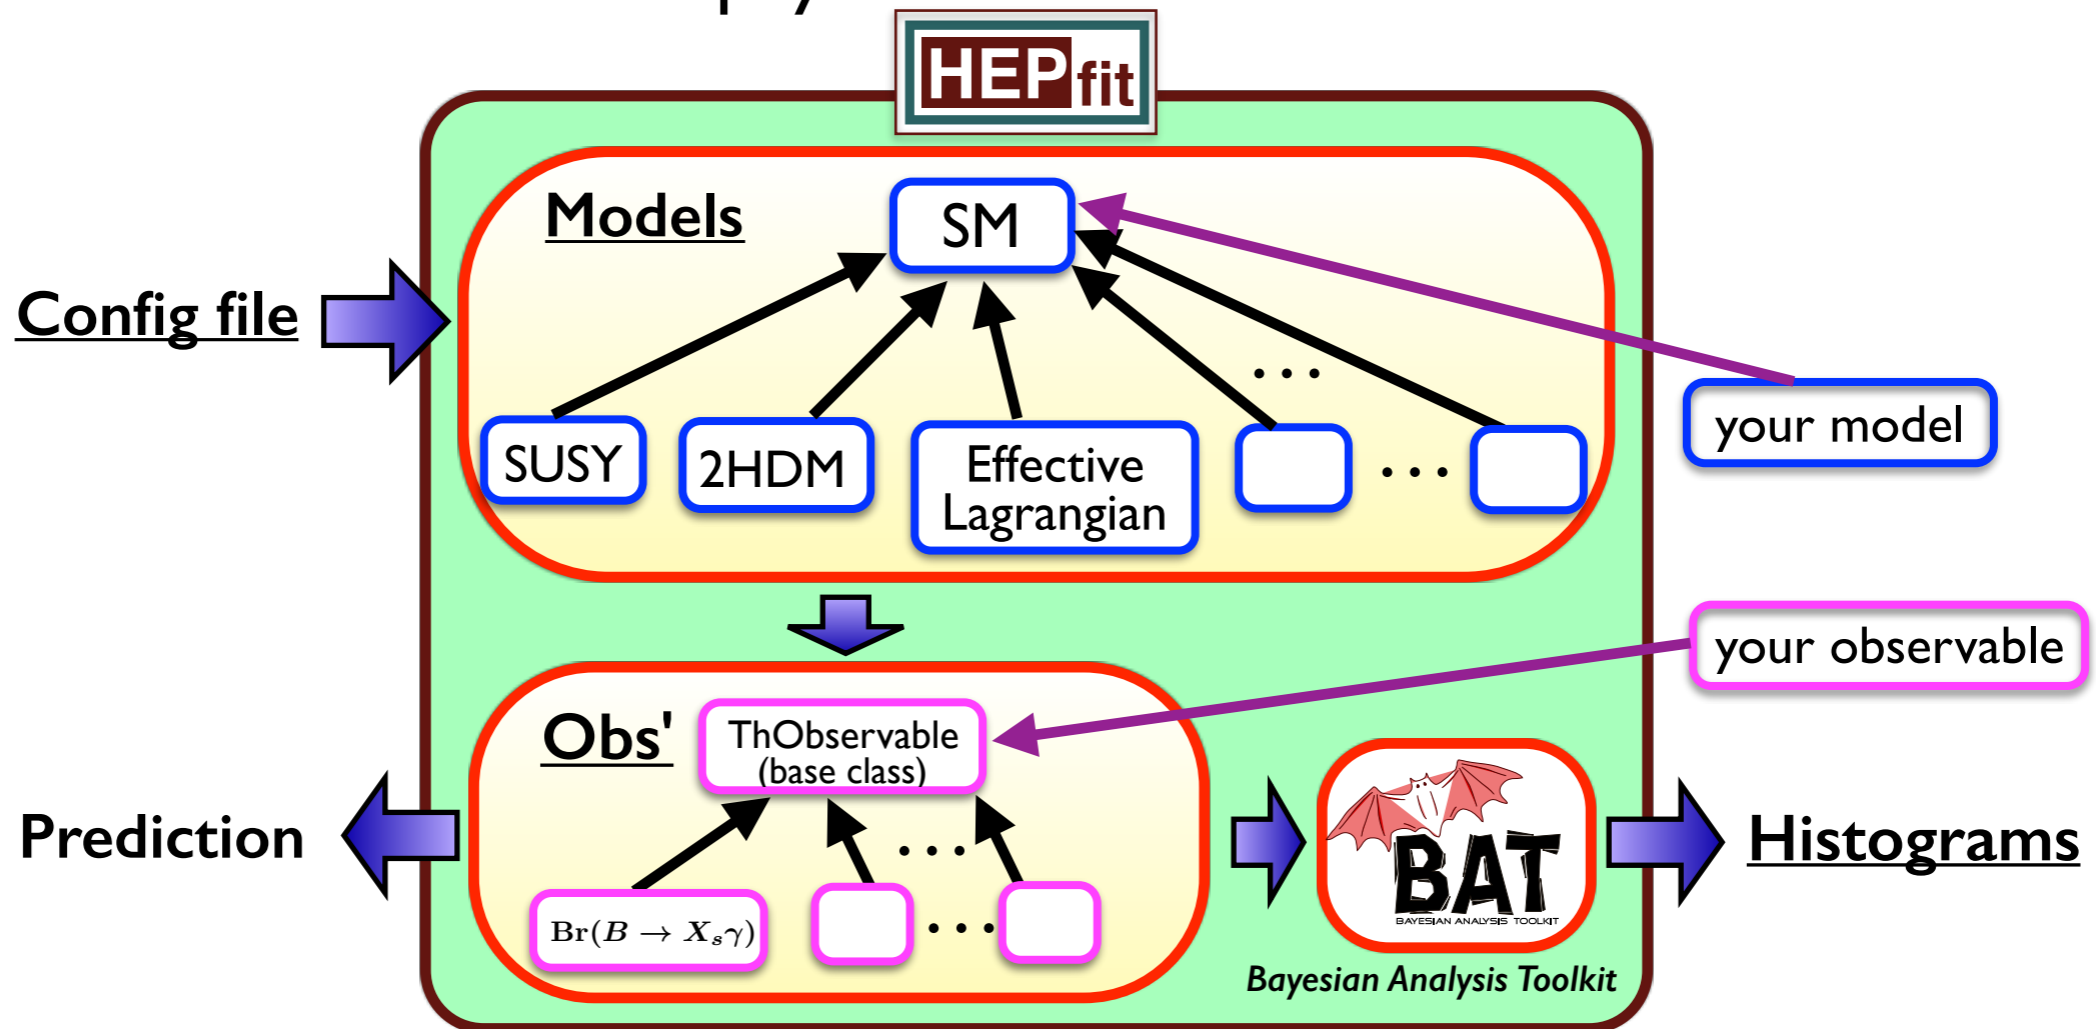 HEPfit
Models
SM
Config file
...
your model
SUSY
2HDM
Effective
Lagrangian
...
your observable
Obs'
ThObservable
(base class)
Prediction
...
BAT
BAYESIAN ANALYSIS TOOLKIT
Histograms
Br(B → X_sγ)
...
Bayesian Analysis Toolkit